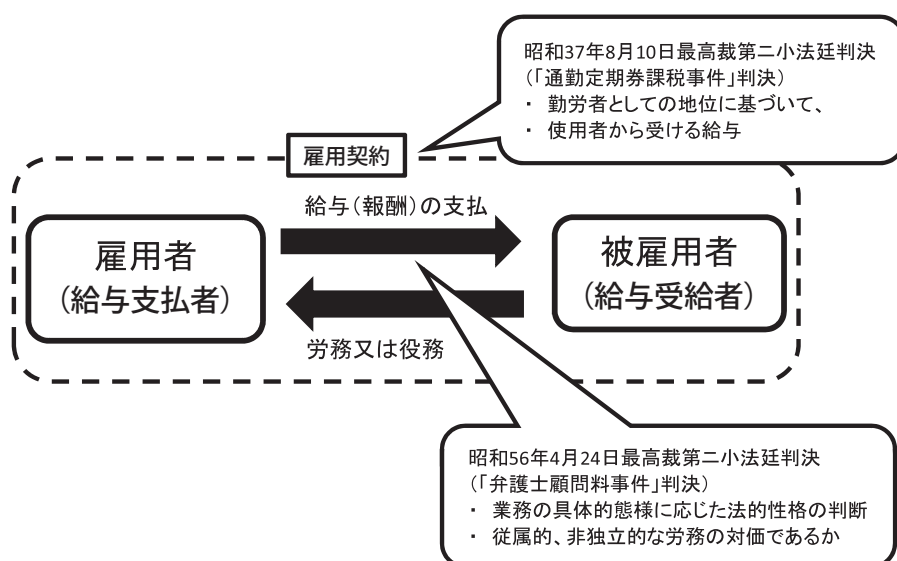 昭和37年8月10日最高裁第二小法廷判決
(「通勤定期券課税事件」判決)
・ 勤労者としての地位に基づいて、
・ 使用者から受ける給与
雇用契約
給与(報酬)の支払
雇用者
(給与支払者)
被雇用者
(給与受給者)
労務又は役務
昭和56年4月24日最高裁第二小法廷判決
(「弁護士顧問料事件」判決)
・ 業務の具体的態様に応じた法的性格の判断
・ 従属的、非独立的な労務の対価であるか